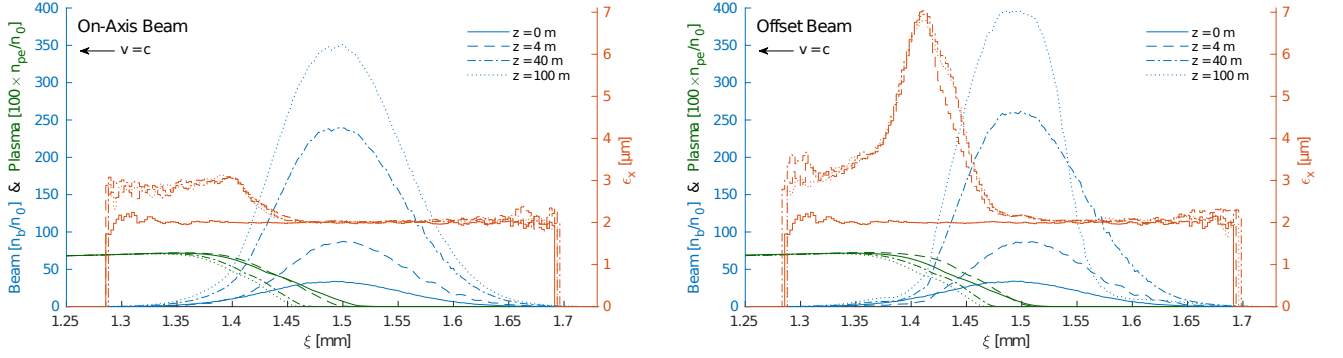 On-Axis Beam
v = c
z = 0 m
z = 4 m
z = 40 m
z = 100 m
Beam [n_b/n_0] & Plasma [100 × n_pe/n_0]
400
350
300
250
200
150
100
50
0
7
6
5
4
3
2
1
0
ϵ_x [µm]
1.25 1.3 1.35 1.4 1.45 1.5 1.55 1.6 1.65 1.7
ξ [mm]
Offset Beam
v = c
z = 0 m
z = 4 m
z = 40 m
z = 100 m
Beam [n_b/n_0] & Plasma [100 × n_pe/n_0]
400
350
300
250
200
150
100
50
0
7
6
5
4
3
2
1
0
ϵ_x [µm]
1.25 1.3 1.35 1.4 1.45 1.5 1.55 1.6 1.65 1.7
ξ [mm]